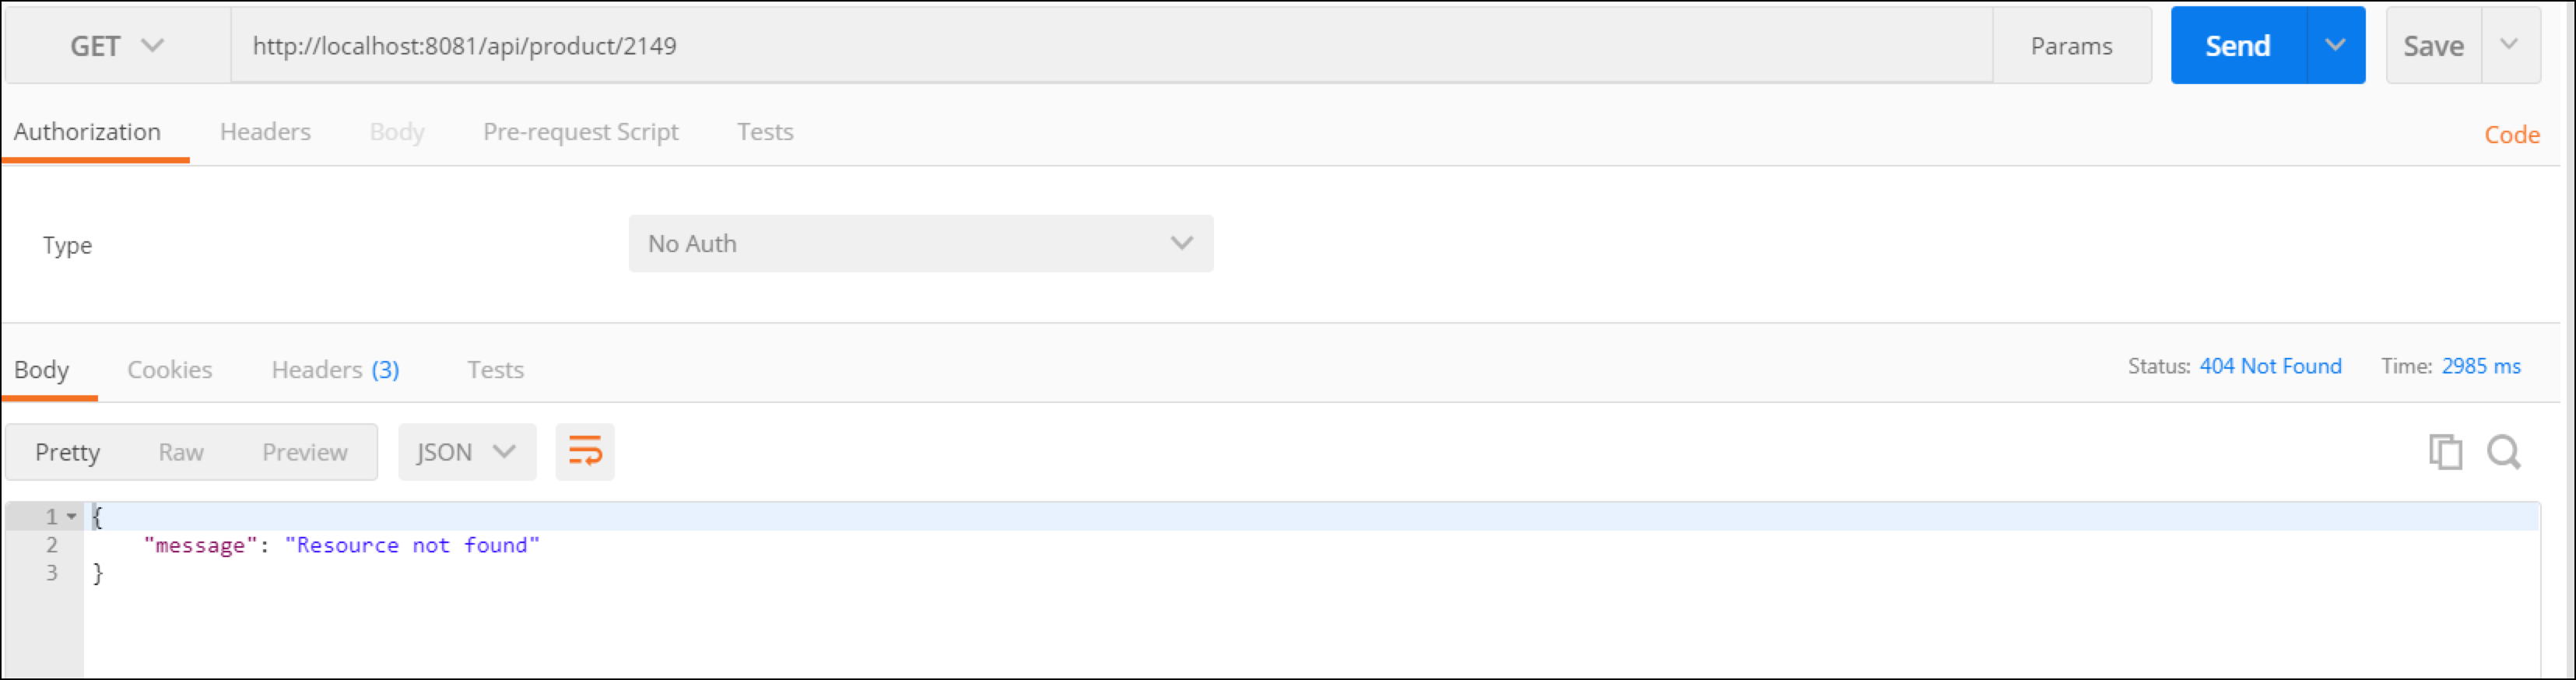 GET http://localhost:8081/api/product/2149 Params Send Save
Authorization Headers Body Pre-request Script Tests Code
Type No Auth
Body Cookies Headers (3) Tests Status: 404 Not Found Time: 2985 ms
Pretty Raw Preview JSON
1 {
2 "message": "Resource not found"
3 }